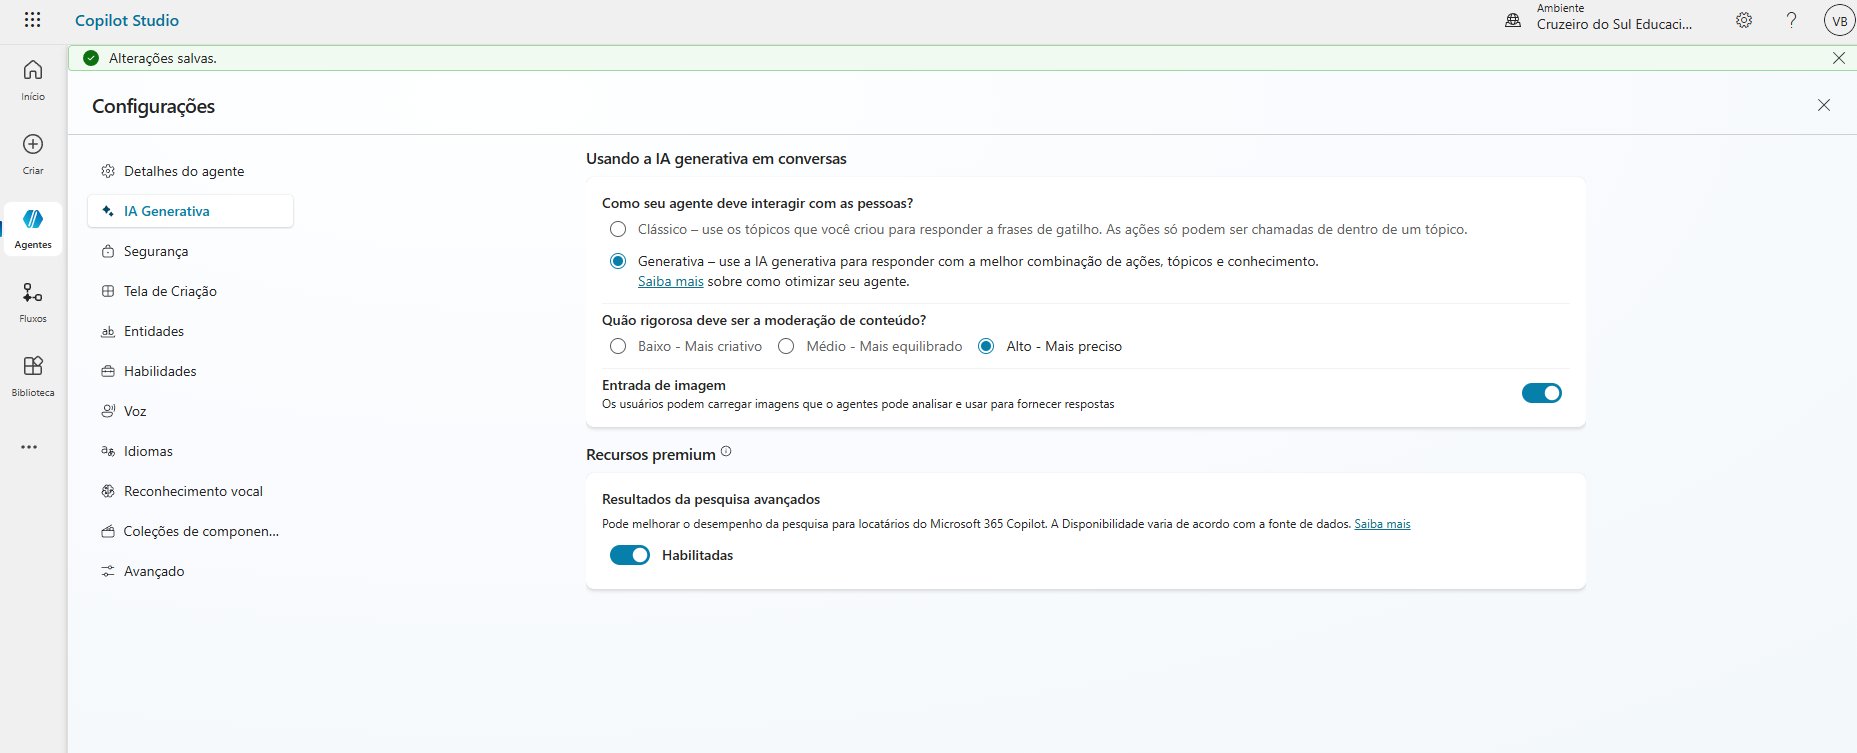 Copilot Studio
Ambiente
Cruzeiro do Sul Educaci...
VB
Alterações salvas.
Início
Criar
Agentes
Fluxos
Biblioteca
Configurações
Detalhes do agente
IA Generativa
Segurança
Tela de Criação
Entidades
Habilidades
Voz
Idiomas
Reconhecimento vocal
Coleções de componen...
Avançado
Usando a IA generativa em conversas
Como seu agente deve interagir com as pessoas?
Clássico – use os tópicos que você criou para responder a frases de gatilho. As ações só podem ser chamadas de dentro de um tópico.
Generativa – use a IA generativa para responder com a melhor combinação de ações, tópicos e conhecimento.
Saiba mais sobre como otimizar seu agente.
Quão rigorosa deve ser a moderação de conteúdo?
Baixo - Mais criativo Médio - Mais equilibrado Alto - Mais preciso
Entrada de imagem
Os usuários podem carregar imagens que o agentes pode analisar e usar para fornecer respostas
Recursos premium
Resultados da pesquisa avançados
Pode melhorar o desempenho da pesquisa para locatários do Microsoft 365 Copilot. A Disponibilidade varia de acordo com a fonte de dados. Saiba mais
Habilitadas